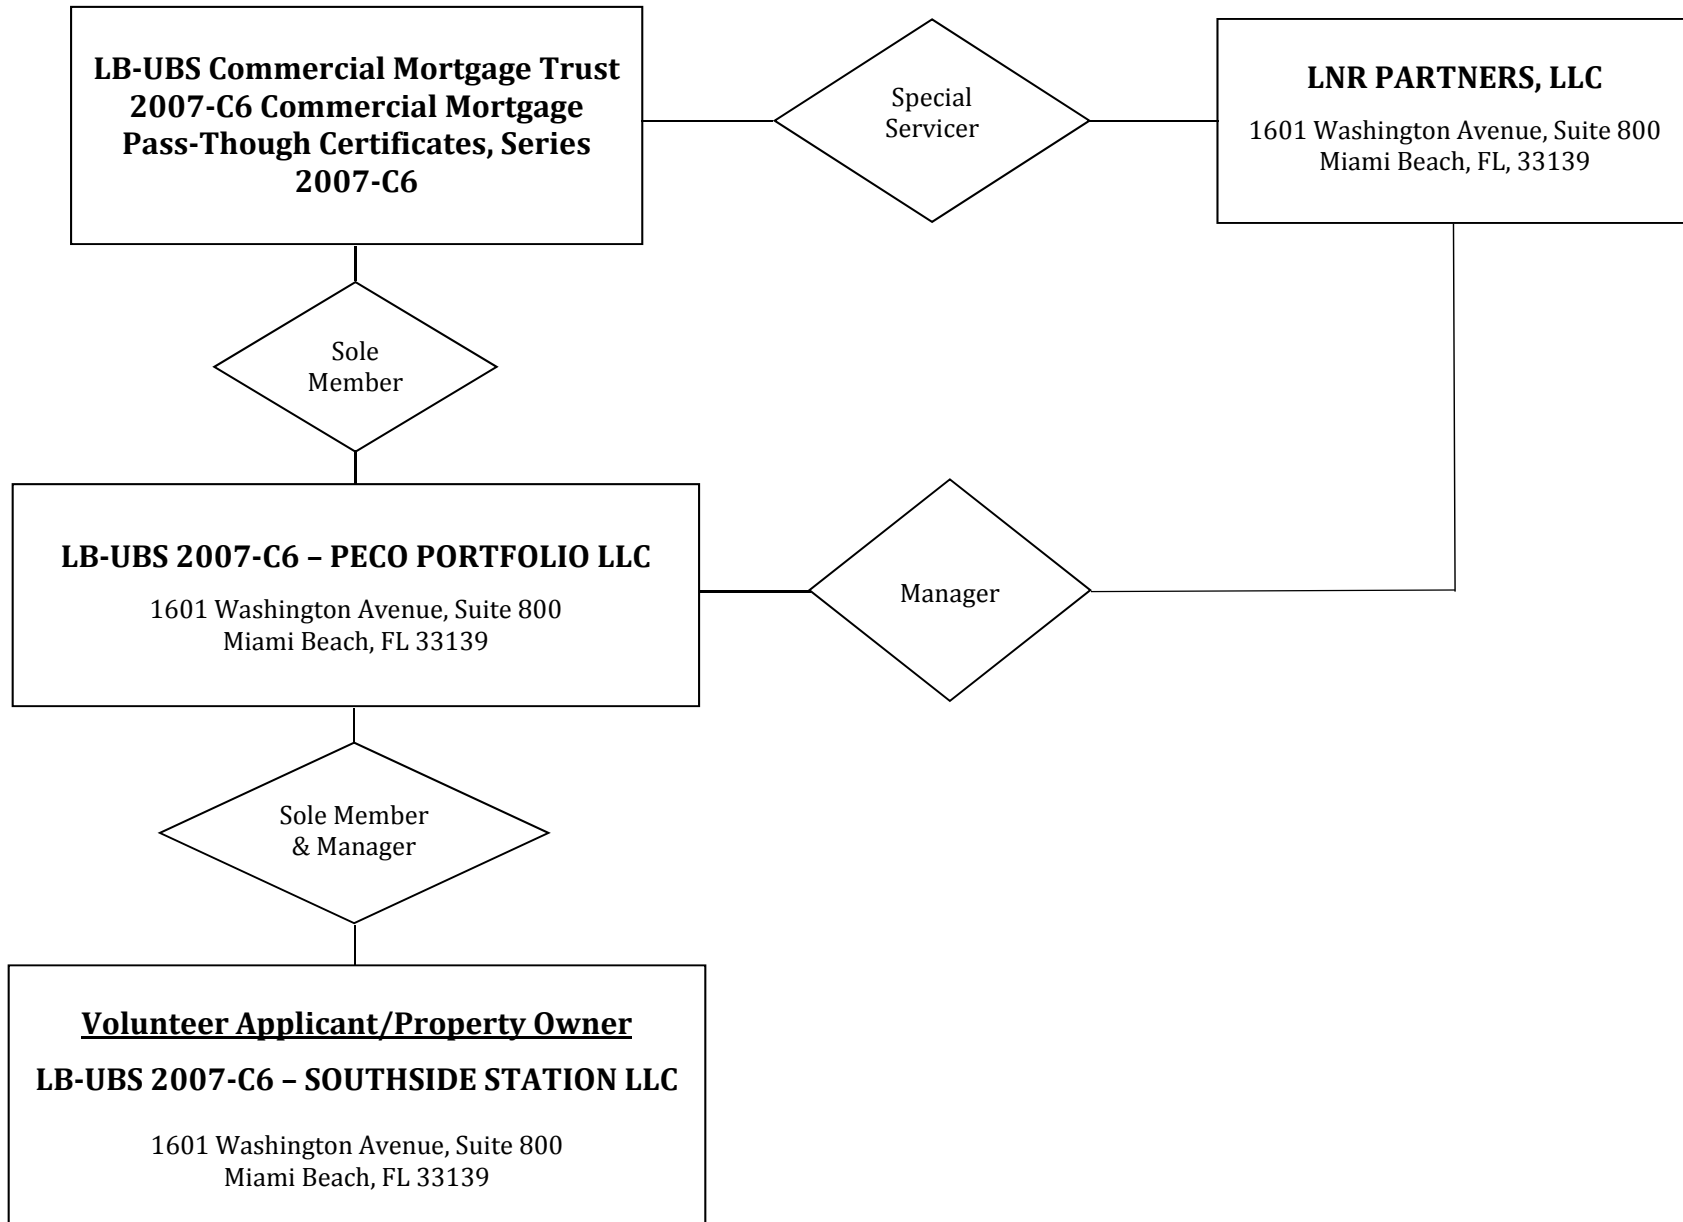 LB-UBS Commercial Mortgage Trust
2007-C6 Commercial Mortgage
Pass-Though Certificates, Series
2007-C6
Special
Servicer
LNR PARTNERS, LLC
1601 Washington Avenue, Suite 800
Miami Beach, FL, 33139
Sole
Member
LB-UBS 2007-C6 – PECO PORTFOLIO LLC
1601 Washington Avenue, Suite 800
Miami Beach, FL 33139
Manager
Sole Member
& Manager
Volunteer Applicant/Property Owner
LB-UBS 2007-C6 – SOUTHSIDE STATION LLC
1601 Washington Avenue, Suite 800
Miami Beach, FL 33139